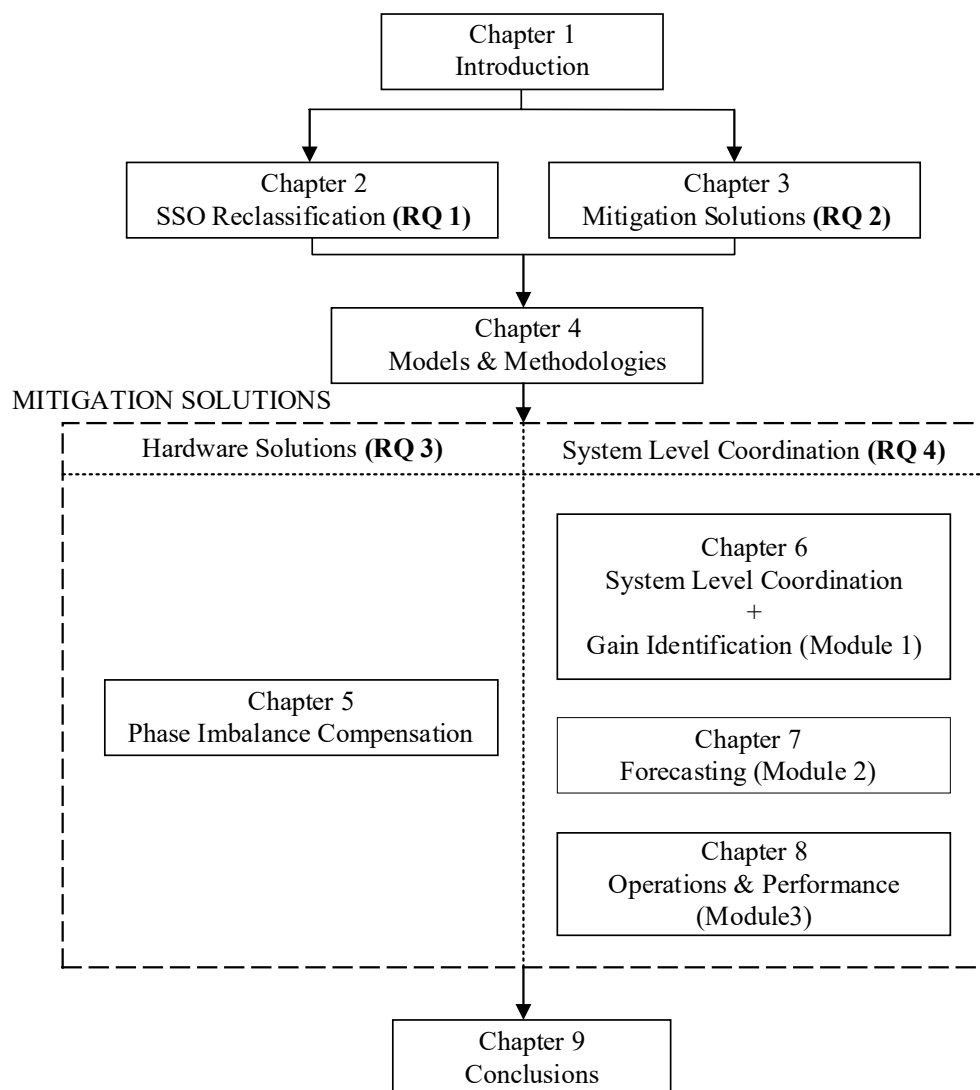 Chapter 1
Introduction
Chapter 2
SSO Reclassification (RQ 1)
Chapter 3
Mitigation Solutions (RQ 2)
Chapter 4
Models & Methodologies
MITIGATION SOLUTIONS
Hardware Solutions (RQ 3)
System Level Coordination (RQ 4)
Chapter 5
Phase Imbalance Compensation
Chapter 6
System Level Coordination
+
Gain Identification (Module 1)
Chapter 7
Forecasting (Module 2)
Chapter 8
Operations & Performance
(Module3)
Chapter 9
Conclusions